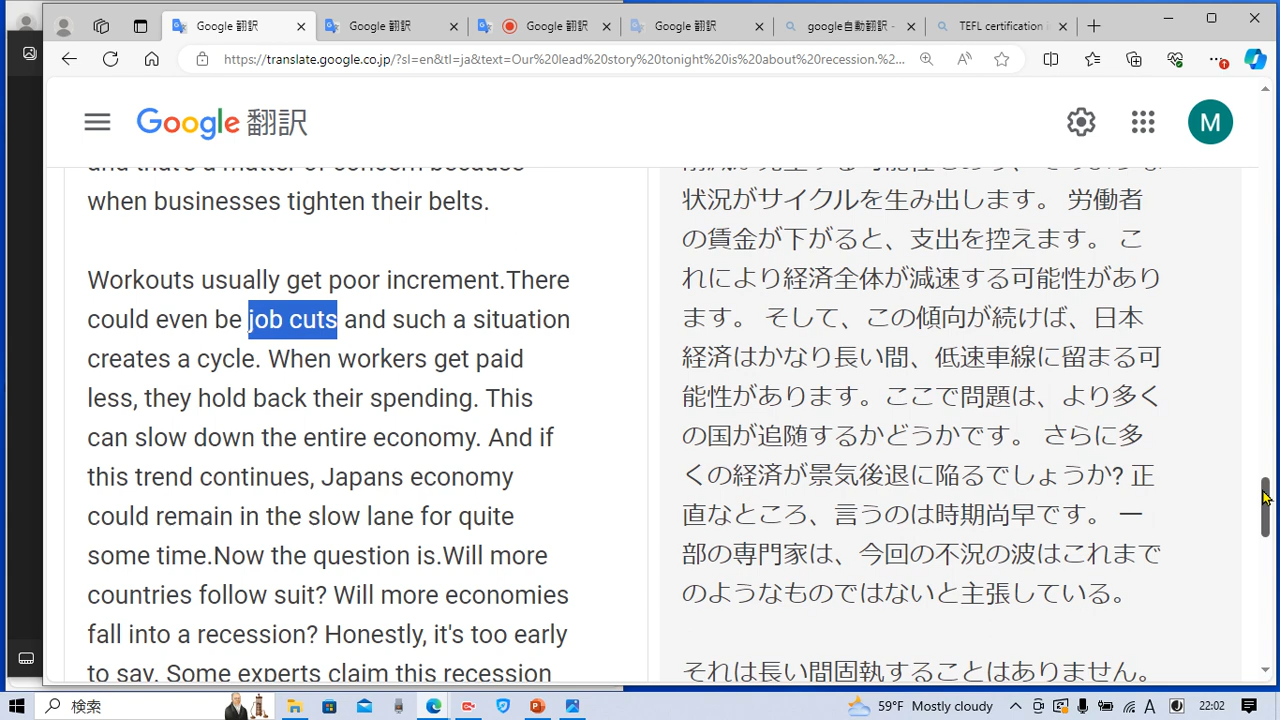 Google 翻訳
Google 翻訳
Google 翻訳
Google 翻訳
google自動翻訳 -
TEFL certification i
https://translate.google.co.jp/?sl=en&tl=ja&text=Our%20lead%20story%20tonight%20is%20about%20recession.%2...
Google 翻訳
M
and that's a matter of concern because
when businesses tighten their belts.
Workouts usually get poor increment.There
could even be job cuts and such a situation
creates a cycle. When workers get paid
less, they hold back their spending. This
can slow down the entire economy. And if
this trend continues, Japans economy
could remain in the slow lane for quite
some time.Now the question is.Will more
countries follow suit? Will more economies
fall into a recession? Honestly, it's too early
to say. Some experts claim this recession
状況がサイクルを生み出します。 労働者
の賃金が下がると、支出を控えます。 こ
れにより経済全体が減速する可能性があり
ます。 そして、この傾向が続けば、日本
経済はかなり長い間、低速車線に留まる可
能性があります。ここで問題は、より多く
の国が追随するかどうかです。 さらに多
くの経済が景気後退に陥るでしょうか? 正
直なところ、言うのは時期尚早です。 一
部の専門家は、今回の不況の波はこれまで
のようなものではないと主張している。
それは長い間固執することはありません。
検索
59°F Mostly cloudy
A
22:02